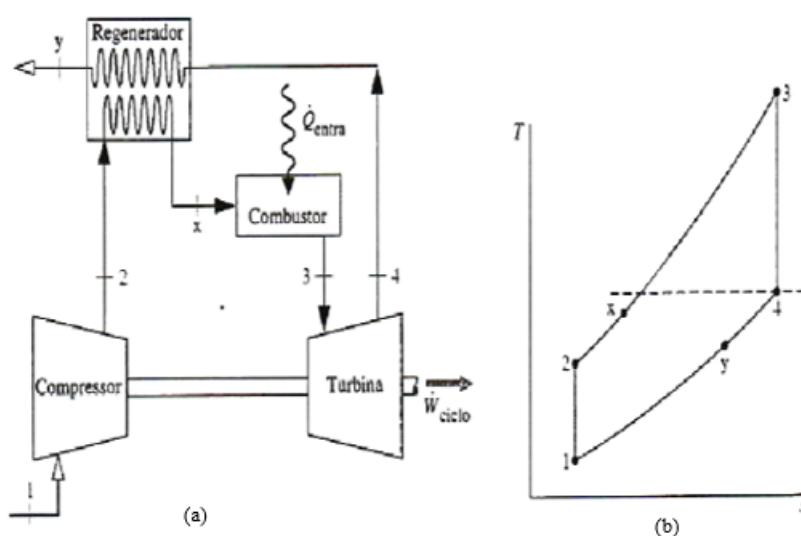 Regenerador
y
Q̇entra
x
Combustor
2
3
4
Compressor
Turbina
Ẇciclo
1
(a)
T
3
x
4
2
y
1
(b)